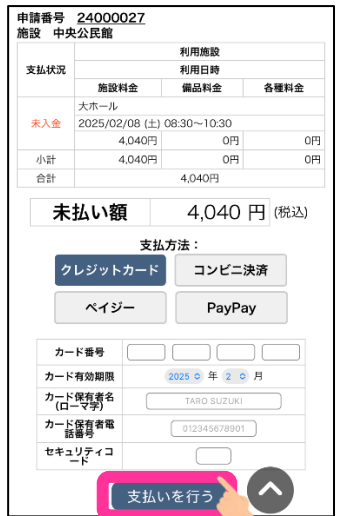 申請番号 24000027
施設 中央公民館
利用施設
支払状況 利用日時
施設料金 備品料金 各種料金
大ホール
未入金 2025/02/08 (土) 08:30～10:30
4,040円 0円 0円
小計 4,040円 0円 0円
合計 4,040円
未払い額 4,040 円 (税込)
支払方法：
クレジットカード コンビニ決済
ペイジー PayPay
カード番号
カード有効期限 2025 年 2 月
カード保有者名
(ローマ字) TARO SUZUKI
カード保有者電
話番号 012345678901
セキュリティコ
ード
支払いを行う